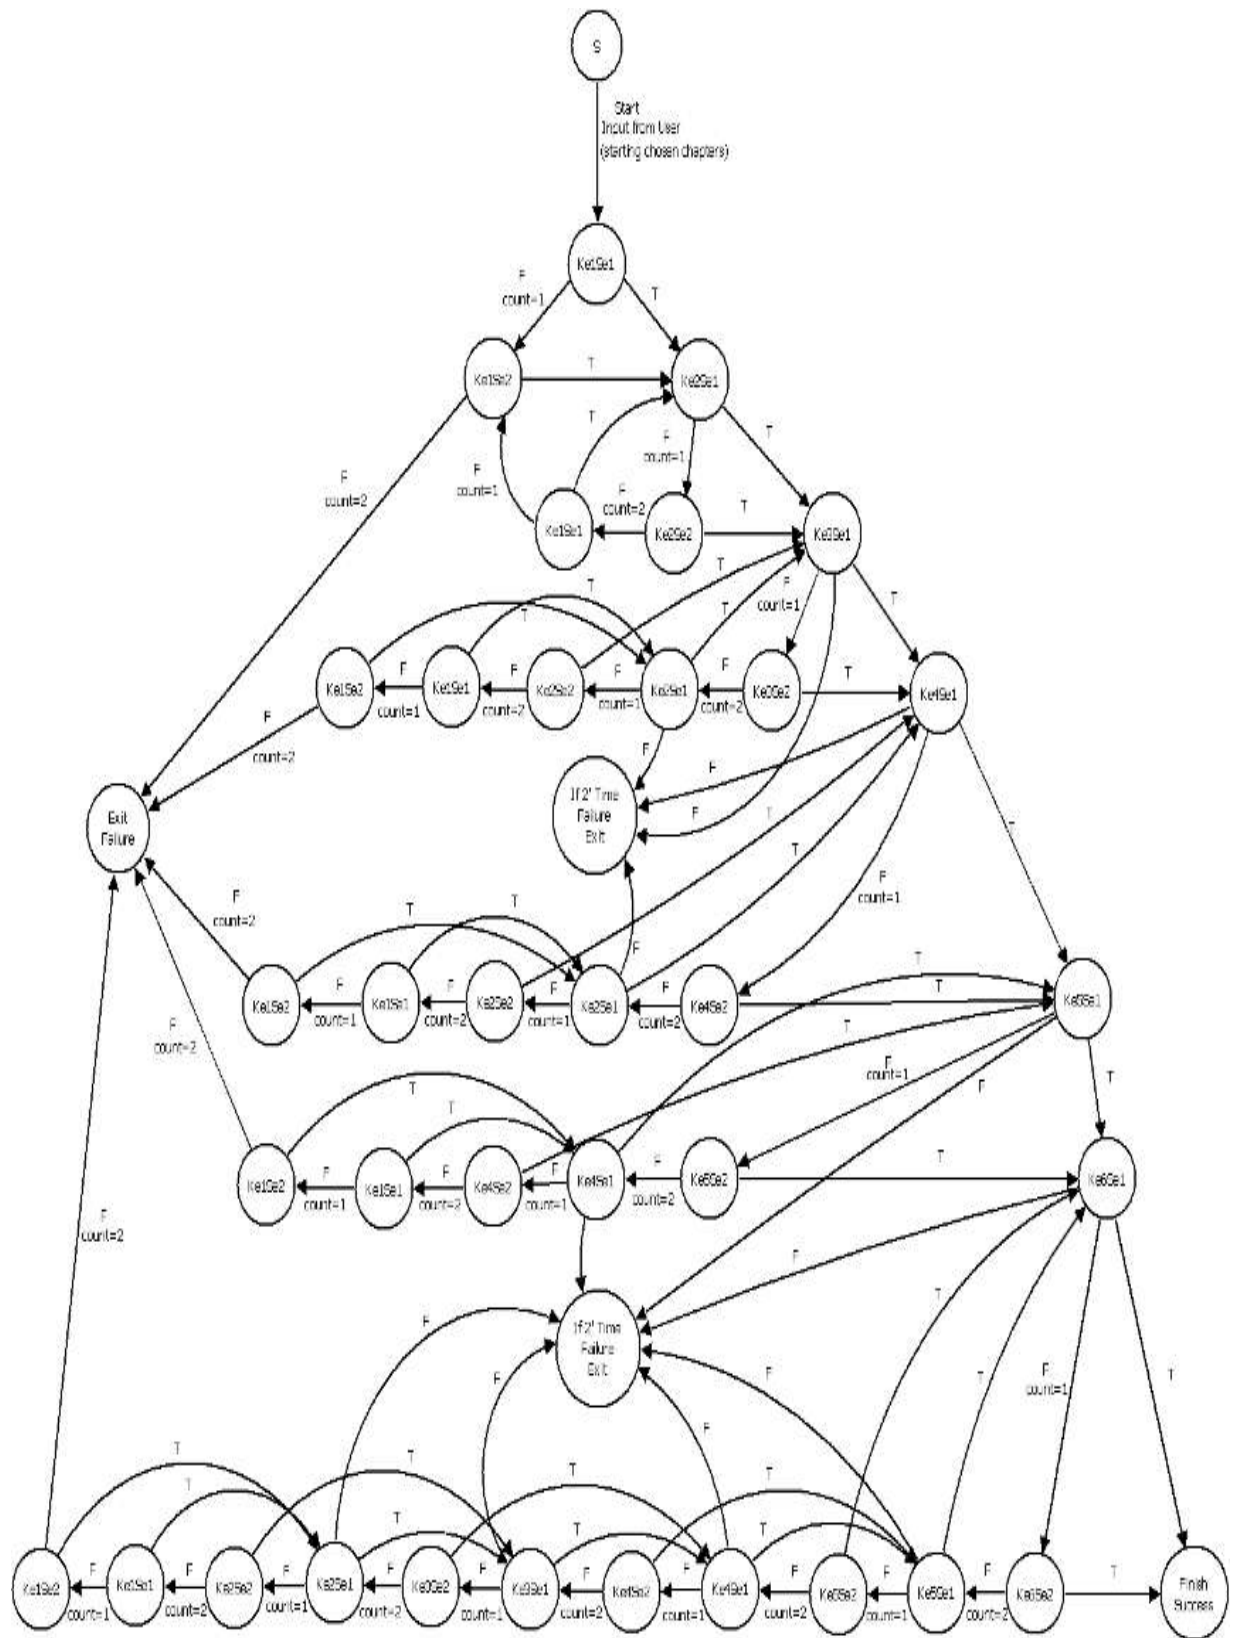 S
Start
Input from User
(starting chosen chapters)
Ke1Se1
F
count=1
T
Ke1Se2
T
Ke2Se1
T
F
count=1
T
F
count=2
F
count=1
F
count=2
T
Ke1Se1
Ke2Se2
Ke3Se1
T
T
F
count=1
T
T
T
Ke1Se2
F
count=1
Ke1Se1
F
count=2
Ke2Se2
F
count=1
Ke2Se1
F
count=2
Ke3Se2
T
Ke4Se1
F
count=2
F
F
If 2' Time
Failure
Exit
F
T
T
T
Exit
Failure
F
count=1
F
count=2
T
T
F
T
T
Ke1Se2
F
count=1
Ke1Se1
F
count=2
Ke2Se2
F
count=1
Ke2Se1
F
count=2
Ke4Se2
Ke5Se1
F
count=2
T
F
count=1
F
T
T
T
Ke1Se2
F
count=1
Ke1Se1
F
count=2
Ke4Se2
F
count=1
Ke4Se1
F
count=2
Ke5Se2
T
Ke6Se1
F
count=2
F
F
If 2' Time
Failure
Exit
T
F
F
T
F
count=1
T
F
T
T
T
T
T
T
T
T
Ke1Se2
F
count=1
Ke1Se1
F
count=2
Ke2Se2
F
count=1
Ke2Se1
F
count=2
Ke3Se2
F
count=1
Ke3Se1
F
count=2
Ke4Se2
F
count=1
Ke4Se1
F
count=2
Ke5Se2
F
count=1
Ke5Se1
F
count=2
Ke6Se2
T
Finish
Success